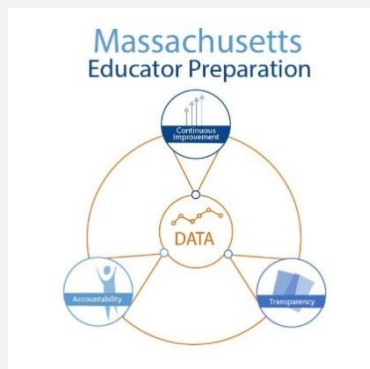 Massachusetts
Educator Preparation
Continuous
Improvement
DATA
Accountability
Transparency